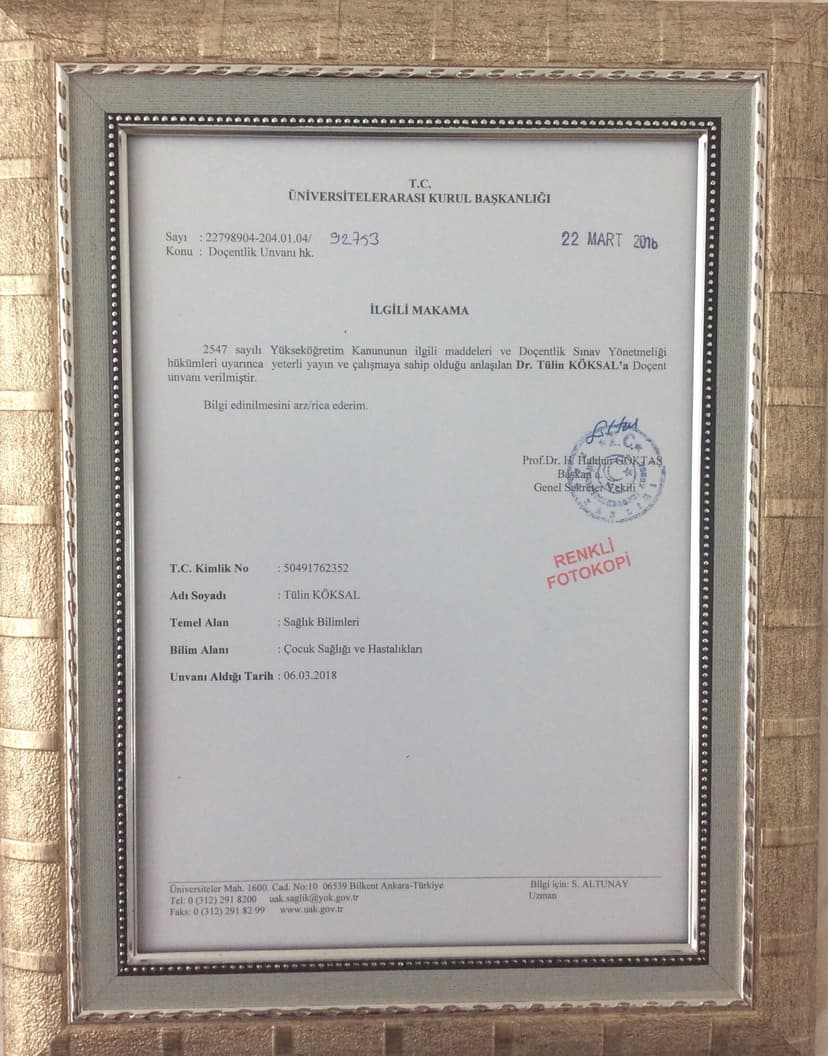 T.C.
ÜNİVERSİTELERARASI KURUL BAŞKANLIĞI
Sayı : 22798904-204.01.04/ 92753
22 MART 2018
Konu : Doçentlik Unvanı hk.
İLGİLİ MAKAMA
2547 sayılı Yükseköğretim Kanununun ilgili maddeleri ve Doçentlik Sınav Yönetmeliği
hükümleri uyarınca yeterli yayın ve çalışmaya sahip olduğu anlaşılan Dr. Tülin KÖKSAL'a Doçent
unvanı verilmiştir.
Bilgi edinilmesini arz/rica ederim.
Prof.Dr. H. Haldun GÖKTAŞ
Başkan a.
Genel Sekreter Vekili
RENKLİ
FOTOKOPİ
T.C. Kimlik No : 50491762352
Adı Soyadı : Tülin KÖKSAL
Temel Alan : Sağlık Bilimleri
Bilim Alanı : Çocuk Sağlığı ve Hastalıkları
Unvanı Aldığı Tarih : 06.03.2018
Üniversiteler Mah. 1600. Cad. No:10 06539 Bilkent Ankara-Türkiye
Tel: 0 (312) 291 8200 uak.saglik@yok.gov.tr
Faks: 0 (312) 291 82 99 www.uak.gov.tr
Bilgi için: S. ALTUNAY
Uzman